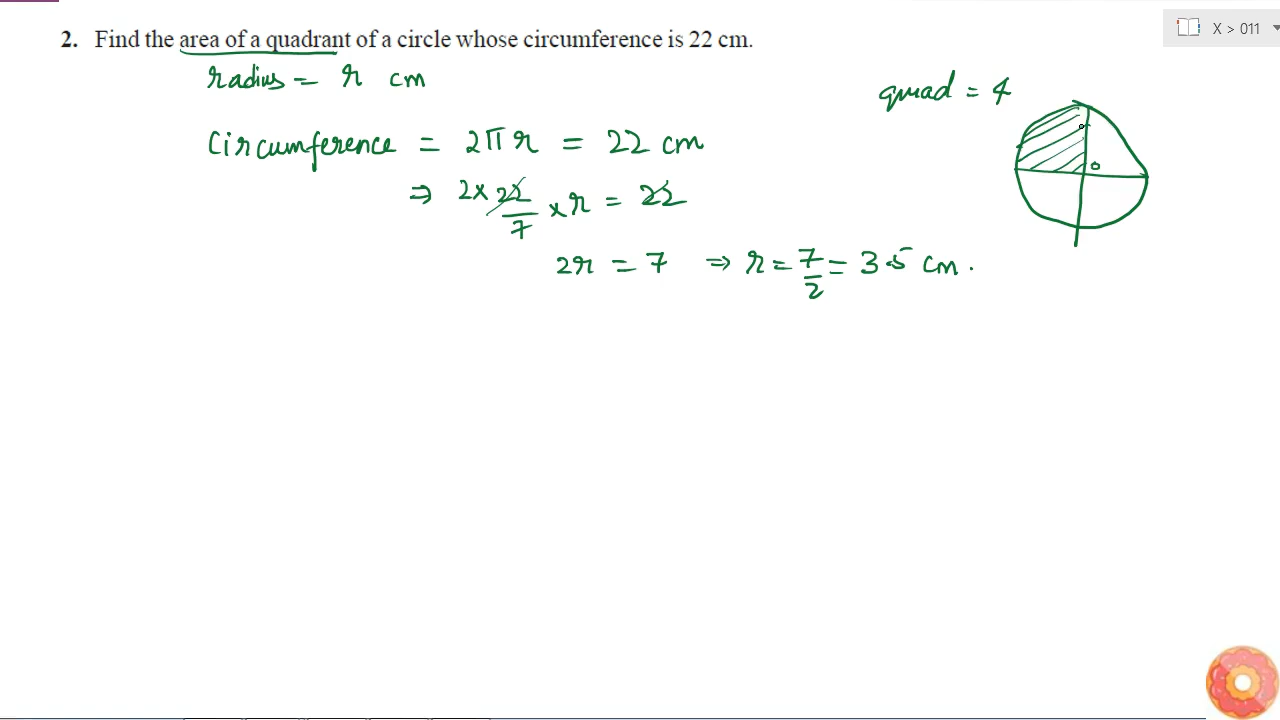 2. Find the area of a quadrant of a circle whose circumference is 22 cm.
X > 011
radius = r cm
quad = 4
Circumference = 2π r = 22 cm
⇒ 2 × 22/7 × r = 22
o
2r = 7 ⇒ r = 7/2 = 3.5 cm.